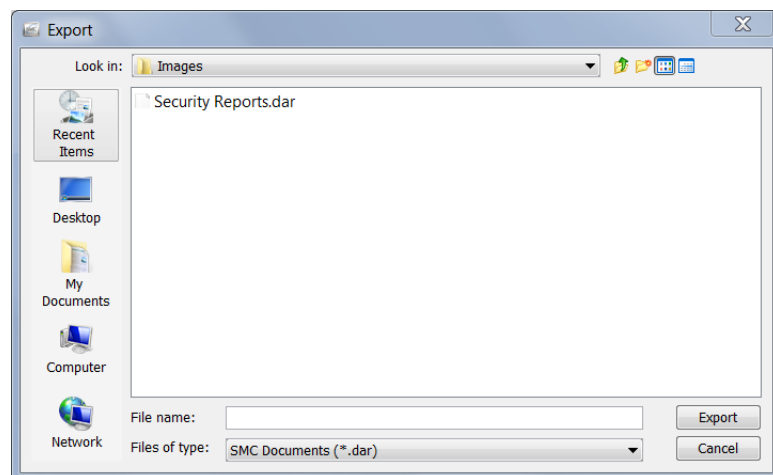 Export
Look in: Images
Recent
Items
Desktop
My
Documents
Computer
Network
Security Reports.dar
File name:
Export
Files of type: SMC Documents (*.dar)
Cancel